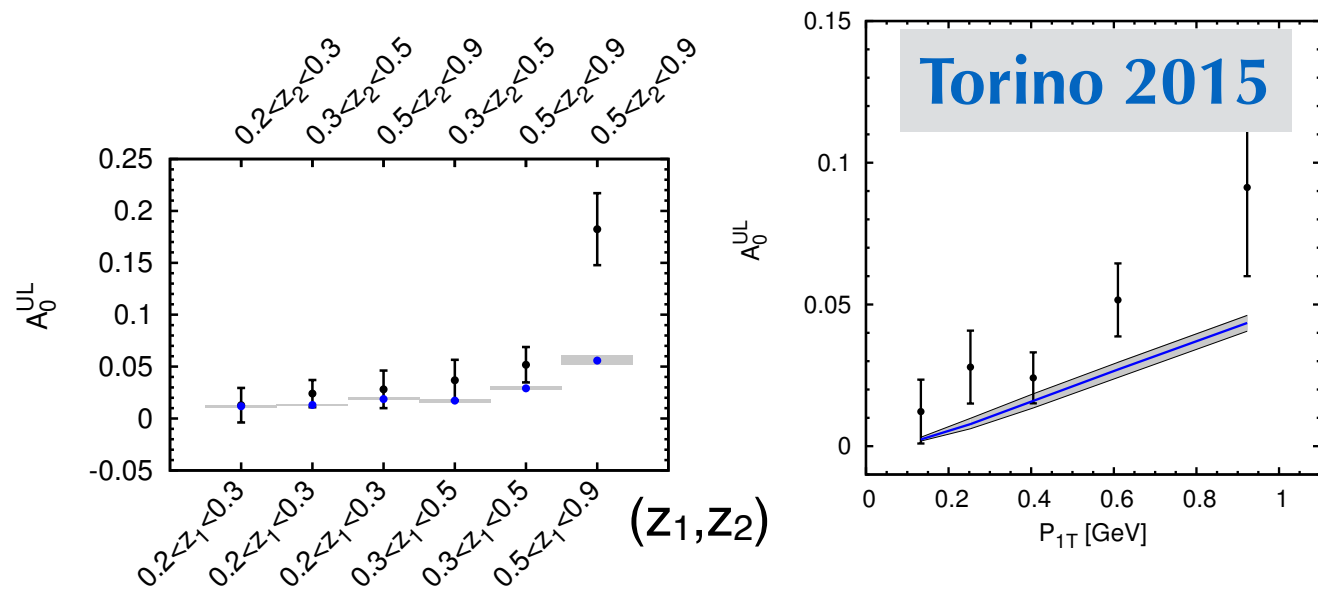 0.2<z₂<0.3
0.3<z₂<0.5
0.5<z₂<0.9
0.3<z₂<0.5
0.5<z₂<0.9
0.5<z₂<0.9
0.25
0.2
0.15
0.1
0.05
0
-0.05
A₀^UL
0.2<z₁<0.3
0.2<z₁<0.3
0.2<z₁<0.3
0.3<z₁<0.5
0.3<z₁<0.5
0.5<z₁<0.9
(z₁,z₂)
Torino 2015
0.15
0.1
0.05
0
A₀^UL
0 0.2 0.4 0.6 0.8 1
P₁T [GeV]